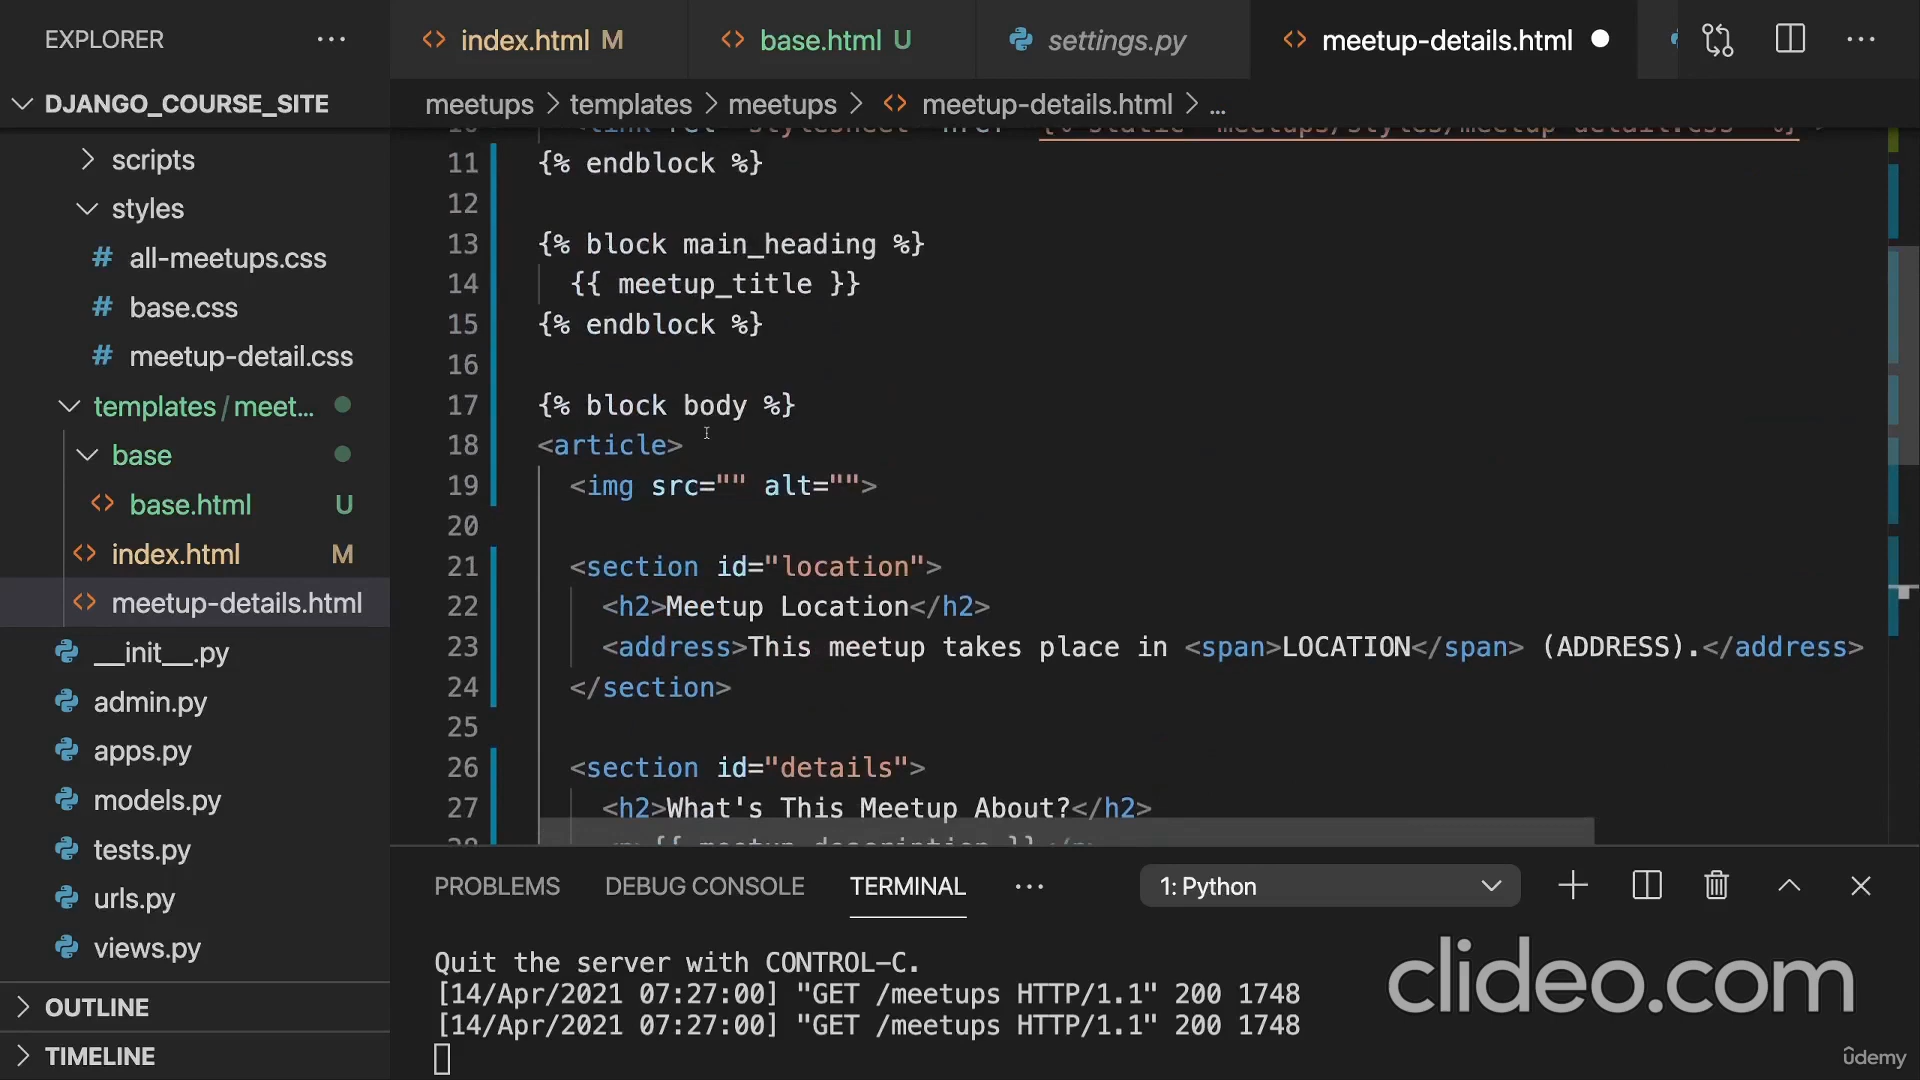 EXPLORER ...
index.html M
base.html U
settings.py
meetup-details.html
DJANGO_COURSE_SITE
meetups > templates > meetups > <> meetup-details.html > ...
scripts
styles
# all-meetups.css
# base.css
# meetup-detail.css
templates/meet...
base
base.html U
index.html M
meetup-details.html
__init__.py
admin.py
apps.py
models.py
tests.py
urls.py
views.py
OUTLINE
TIMELINE
11 {% endblock %}
12
13 {% block main_heading %}
14 {{ meetup_title }}
15 {% endblock %}
16
17 {% block body %}
18 <article>
19 <img src="" alt="">
20
21 <section id="location">
22 <h2>Meetup Location</h2>
23 <address>This meetup takes place in <span>LOCATION</span> (ADDRESS).</address>
24 </section>
25
26 <section id="details">
27 <h2>What's This Meetup About?</h2>
PROBLEMS DEBUG CONSOLE TERMINAL ... 1: Python
Quit the server with CONTROL-C.
[14/Apr/2021 07:27:00] "GET /meetups HTTP/1.1" 200 1748
[14/Apr/2021 07:27:00] "GET /meetups HTTP/1.1" 200 1748
clideo.com
ûdemy